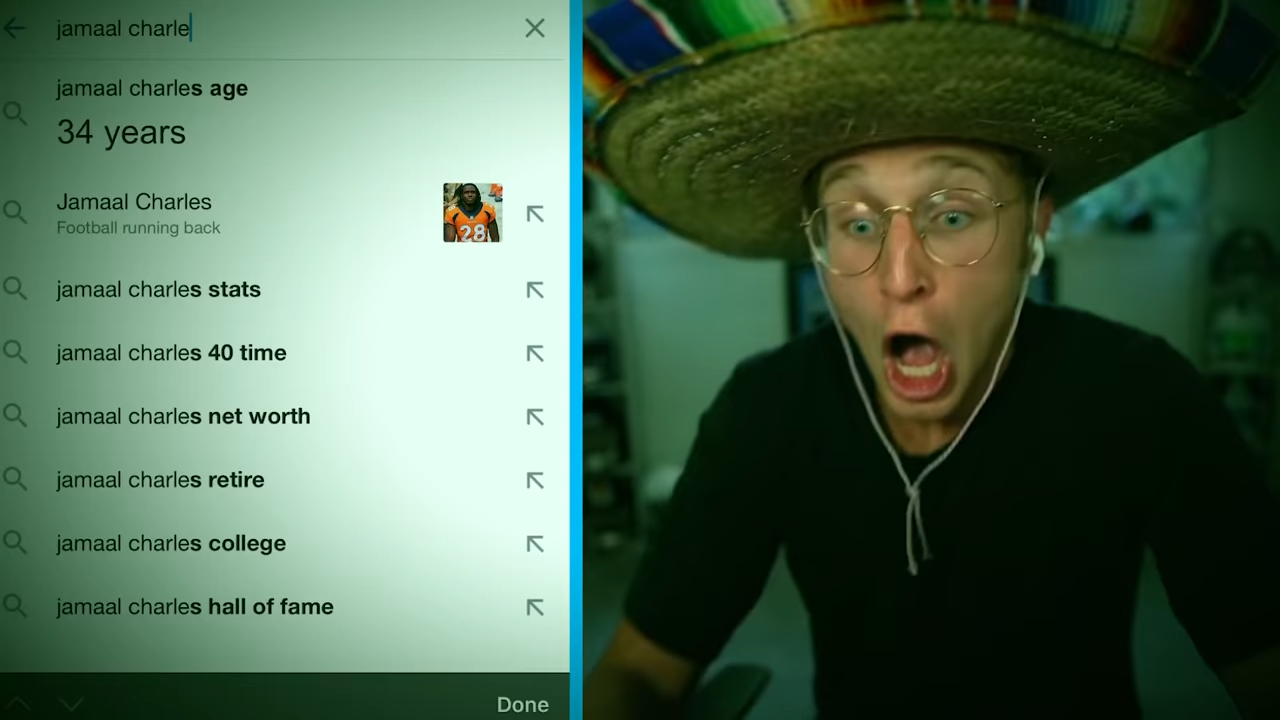 jamaal charle
jamaal charles age
34 years
Jamaal Charles
Football running back
28
jamaal charles stats
jamaal charles 40 time
jamaal charles net worth
jamaal charles retire
jamaal charles college
jamaal charles hall of fame
Done